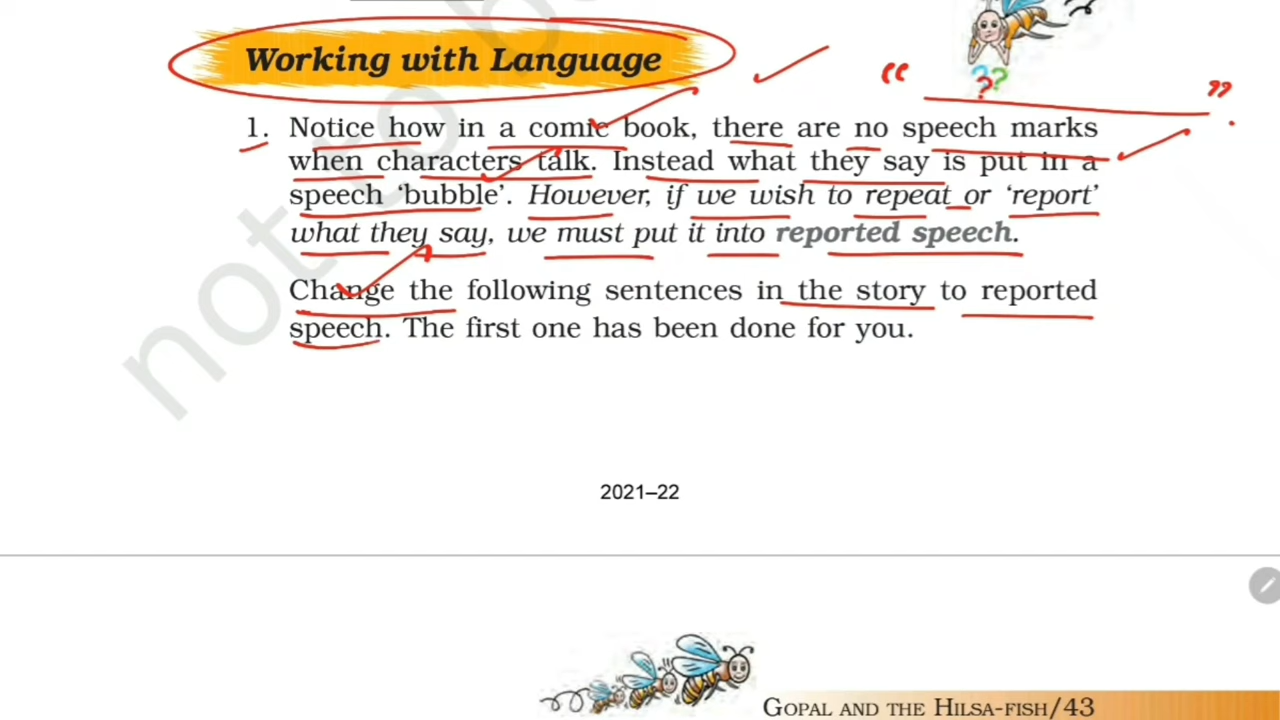 Working with Language
??
“ ”
1. Notice how in a comic book, there are no speech marks
when characters talk. Instead what they say is put in a
speech ‘bubble’. However, if we wish to repeat or ‘report’
what they say, we must put it into reported speech.
Change the following sentences in the story to reported
speech. The first one has been done for you.
not to be
2021–22
GOPAL AND THE HILSA-FISH/43